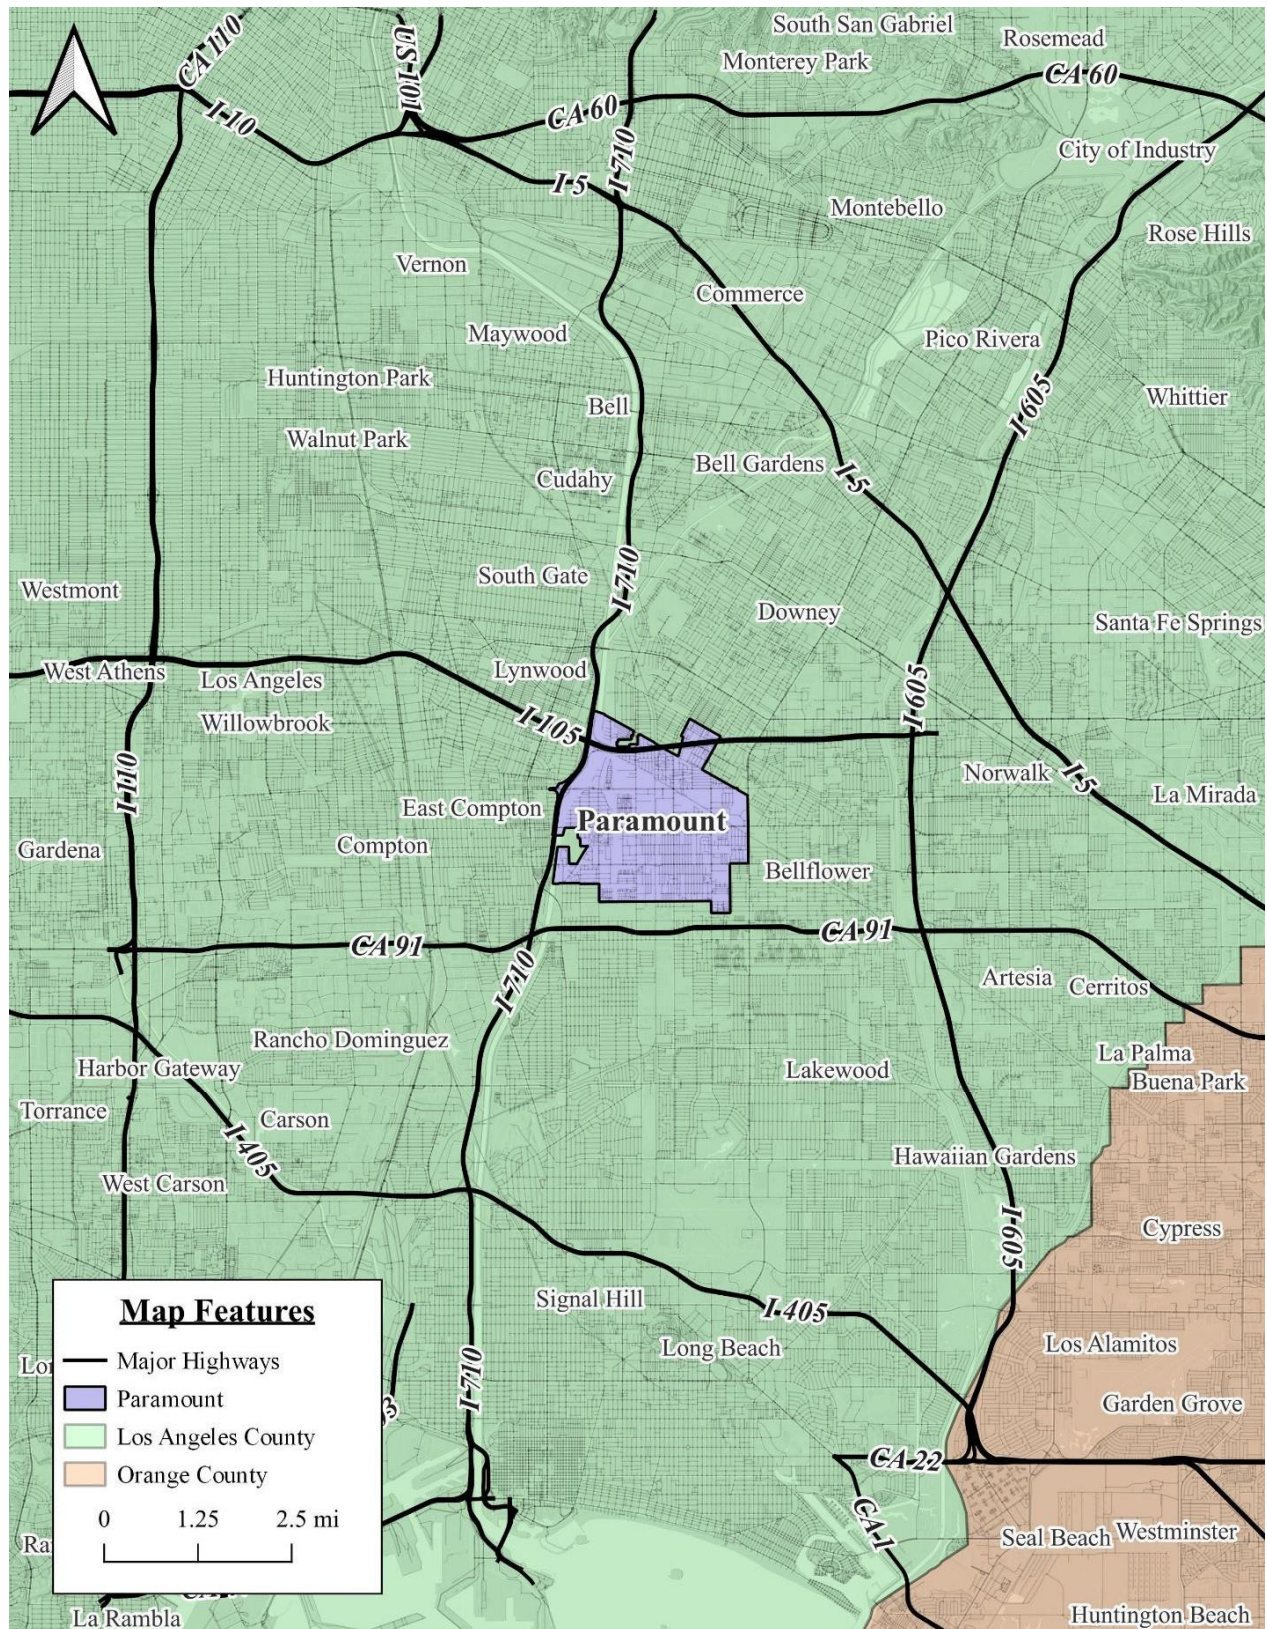 South San Gabriel
Rosemead
CA 110
US-101
Monterey Park
CA 60
CA 60
I-10
I-710
City of Industry
I-5
Montebello
Rose Hills
Vernon
Commerce
Maywood
Pico Rivera
Huntington Park
Bell
I-605
Whittier
Walnut Park
Bell Gardens
I-5
Cudahy
South Gate
I-710
Westmont
Downey
Santa Fe Springs
West Athens
Los Angeles
Lynwood
I-605
Willowbrook
I-105
I-110
Norwalk
I-5
La Mirada
East Compton
Paramount
Gardena
Compton
Bellflower
CA 91
CA 91
I-710
Artesia
Cerritos
Rancho Dominguez
La Palma
Harbor Gateway
Lakewood
Buena Park
Torrance
Carson
I-405
Hawaiian Gardens
West Carson
Cypress
I-605
Signal Hill
I-405
Long Beach
Los Alamitos
Map Features
Major Highways
Paramount
Los Angeles County
Orange County
0 1.25 2.5 mi
I-710
Garden Grove
CA 22
CA-1
Seal Beach
Westminster
La Rambla
Huntington Beach